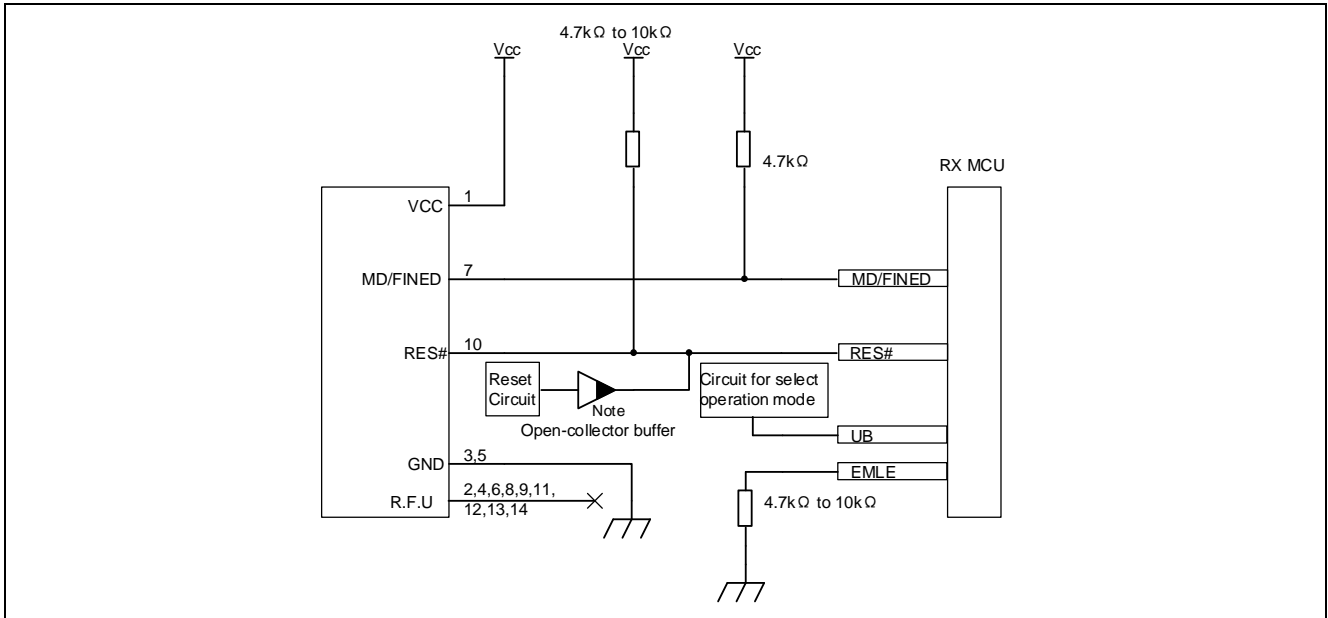 4.7kΩ to 10kΩ
Vcc
Vcc
Vcc
4.7kΩ
RX MCU
VCC
1
MD/FINED
7
MD/FINED
RES#
10
RES#
Reset
Circuit
Note
Open-collector buffer
Circuit for select
operation mode
UB
GND
3,5
EMLE
R.F.U
2,4,6,8,9,11,
12,13,14
4.7kΩ to 10kΩ